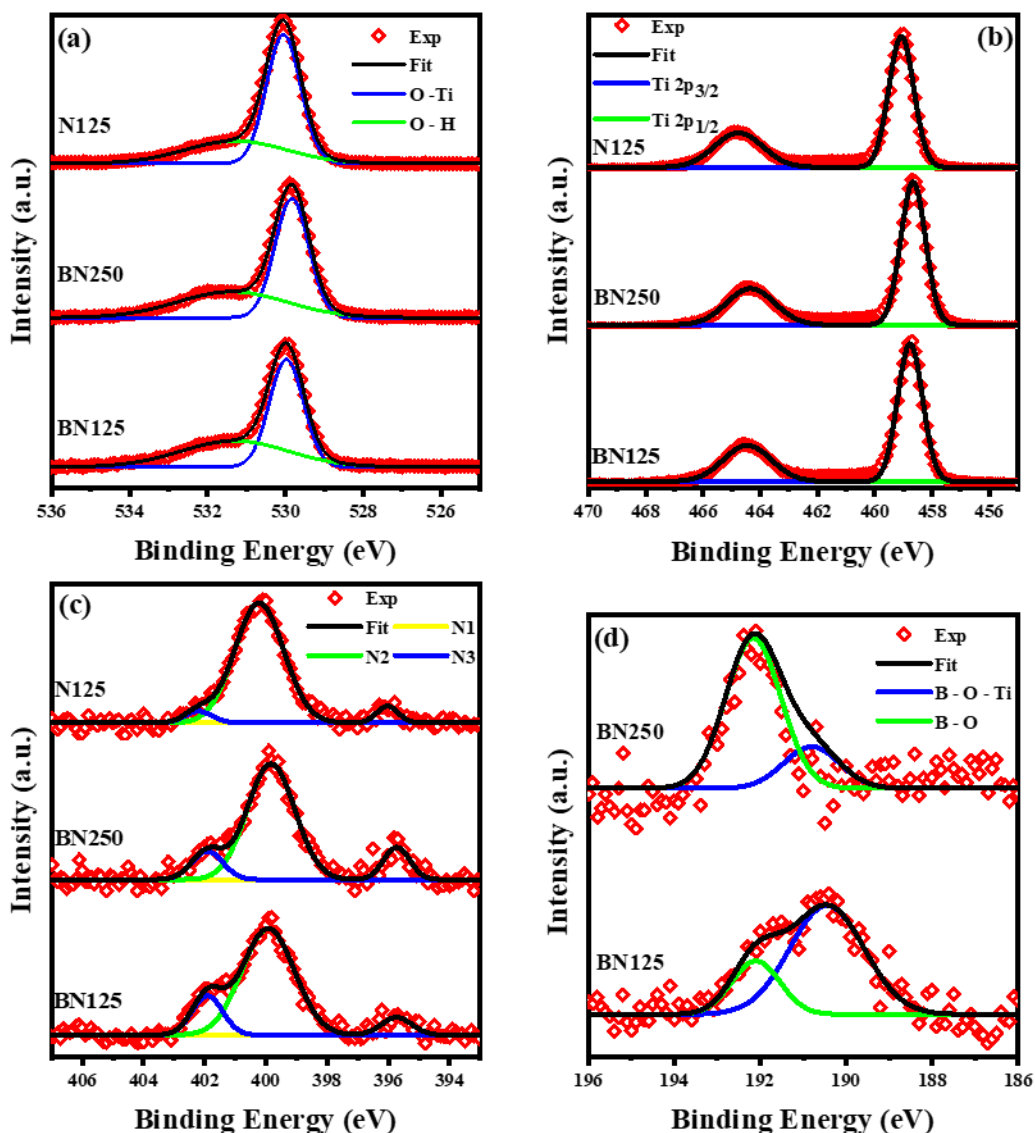 (a)
Exp
Fit
O -Ti
O - H
N125
BN250
BN125
Intensity (a.u.)
536 534 532 530 528 526
Binding Energy (eV)
(b)
Exp
Fit
Ti 2p3/2
Ti 2p1/2
N125
BN250
BN125
Intensity (a.u.)
470 468 466 464 462 460 458 456
Binding Energy (eV)
(c)
Exp
Fit N1
N2 N3
N125
BN250
BN125
Intensity (a.u.)
406 404 402 400 398 396 394
Binding Energy (eV)
(d)
Exp
Fit
B - O - Ti
B - O
BN250
BN125
Intensity (a.u.)
196 194 192 190 188 186
Binding Energy (eV)